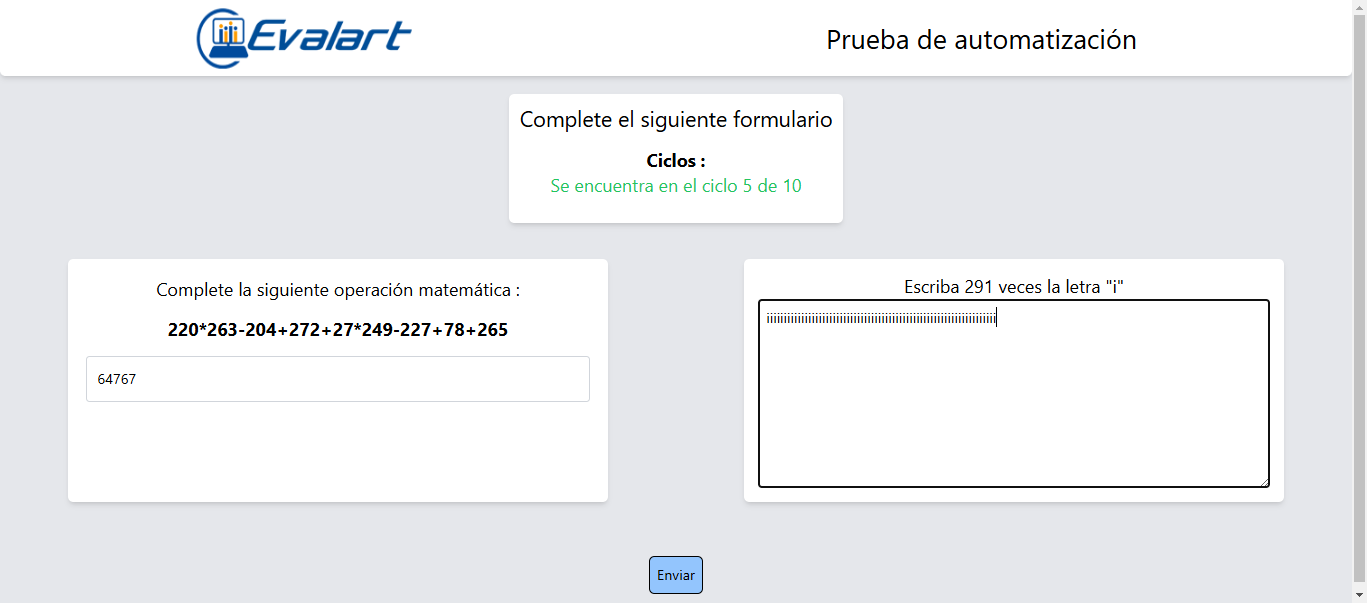 Evalart
Prueba de automatización
Complete el siguiente formulario
Ciclos :
Se encuentra en el ciclo 5 de 10
Complete la siguiente operación matemática :
220*263-204+272+27*249-227+78+265
64767
Escriba 291 veces la letra "i"
iiiiiiiiiiiiiiiiiiiiiiiiiiiiiiiiiiiiiiiiiiiiiiiiiiiiiiiiiiiiiiiiii
Enviar